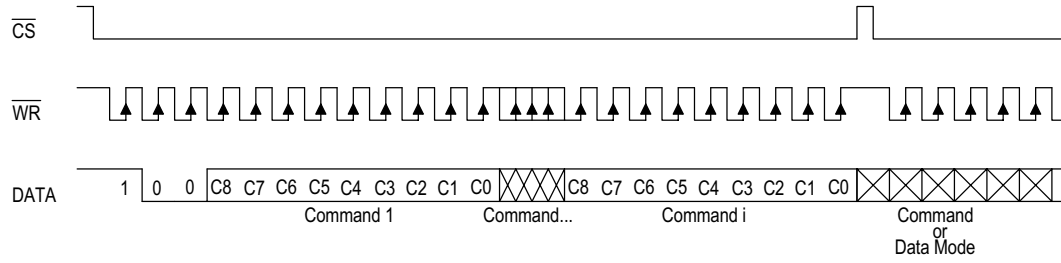 CS
WR
DATA 1 0 0 C8 C7 C6 C5 C4 C3 C2 C1 C0 C8 C7 C6 C5 C4 C3 C2 C1 C0
Command 1 Command... Command i Command
or
Data Mode